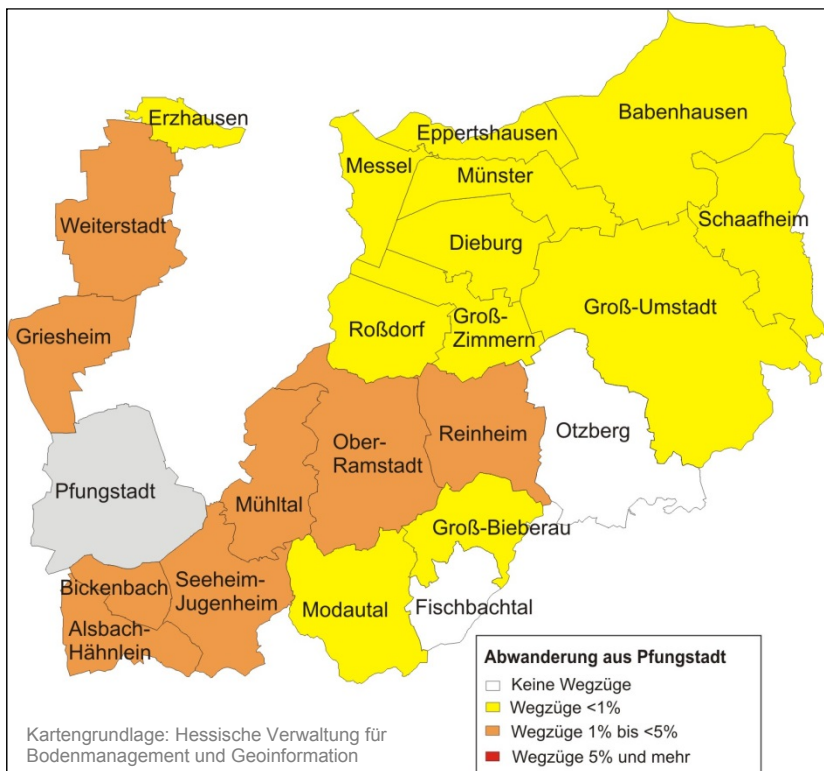 Erzhausen
Babenhausen
Eppertshausen
Messel
Münster
Weiterstadt
Schaafheim
Dieburg
Groß-Umstadt
Griesheim
Roßdorf
Groß-
Zimmern
Otzberg
Ober-
Ramstadt
Reinheim
Pfungstadt
Mühltal
Groß-Bieberau
Bickenbach
Seeheim-
Jugenheim
Modautal
Fischbachtal
Alsbach-
Hähnlein
Abwanderung aus Pfungstadt
Keine Wegzüge
Wegzüge <1%
Wegzüge 1% bis <5%
Wegzüge 5% und mehr
Kartengrundlage: Hessische Verwaltung für
Bodenmanagement und Geoinformation